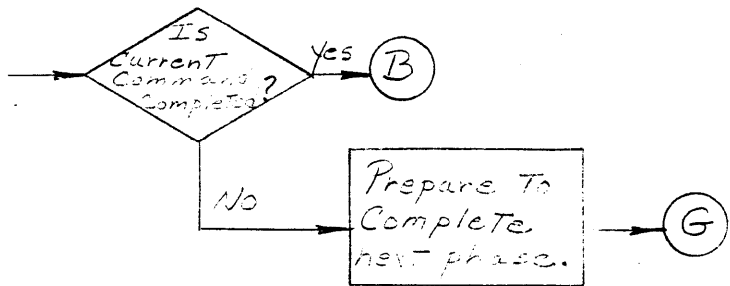 Is
Current
Command
Completed?
Yes
B
No
Prepare To
Complete
next phase.
G